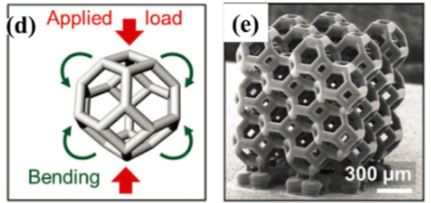 (d)
Applied load
Bending
(e)
300 μm